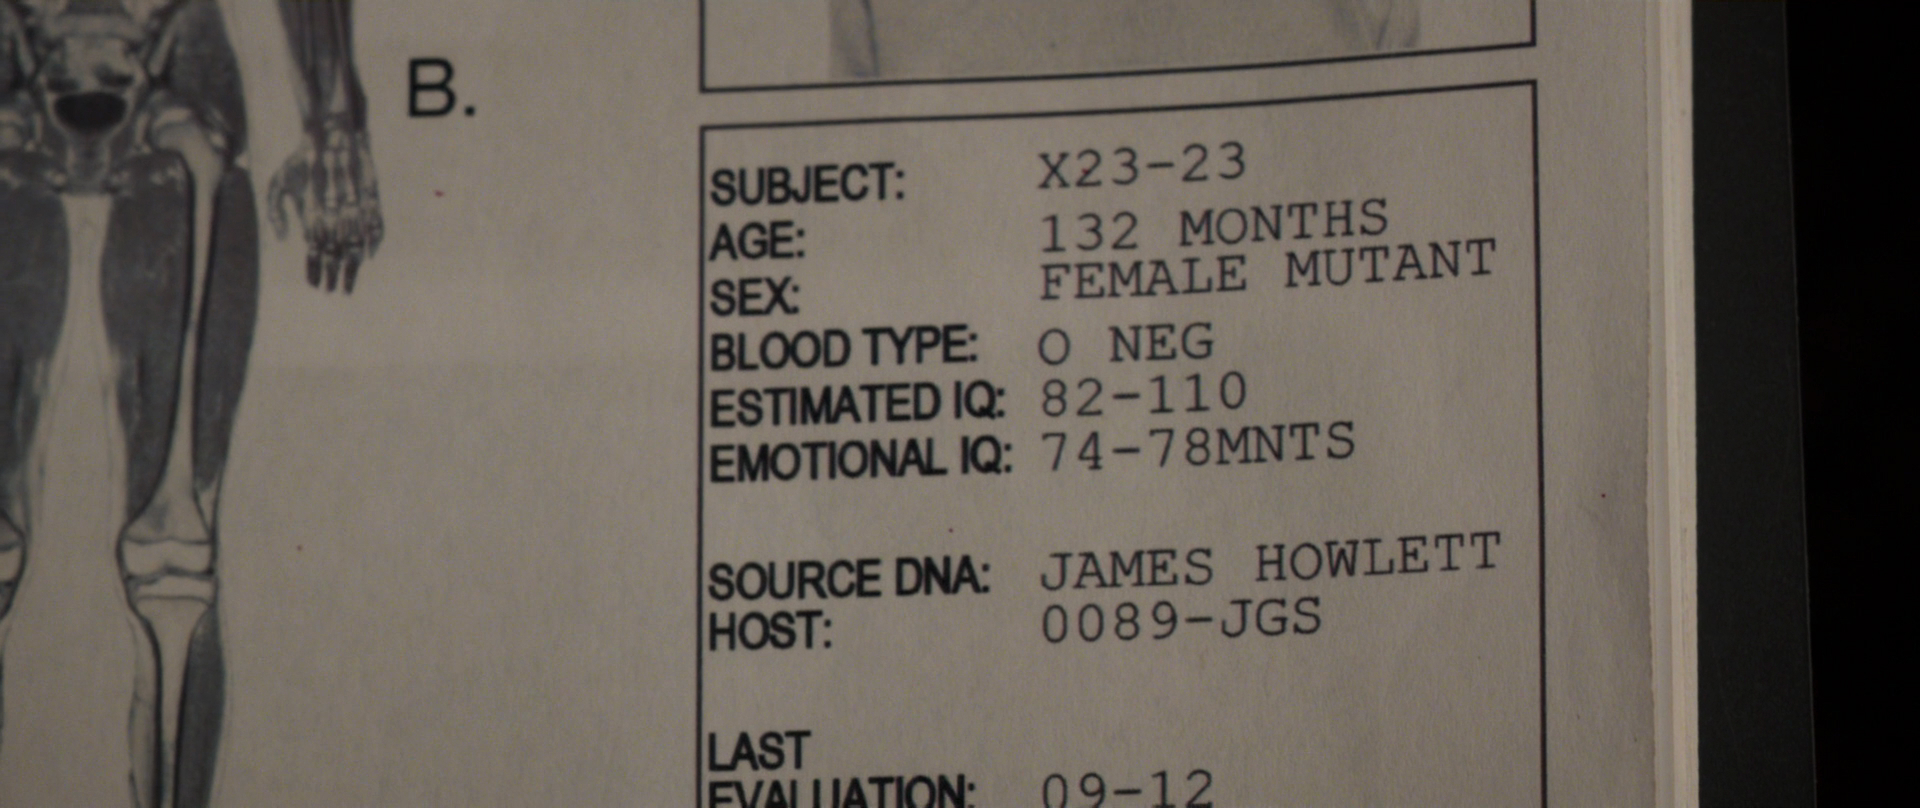 B.
SUBJECT: X23-23
AGE: 132 MONTHS
SEX: FEMALE MUTANT
BLOOD TYPE: O NEG
ESTIMATED IQ: 82-110
EMOTIONAL IQ: 74-78MNTS
SOURCE DNA: JAMES HOWLETT
HOST: 0089-JGS
LAST
EVALUATION: 09-12